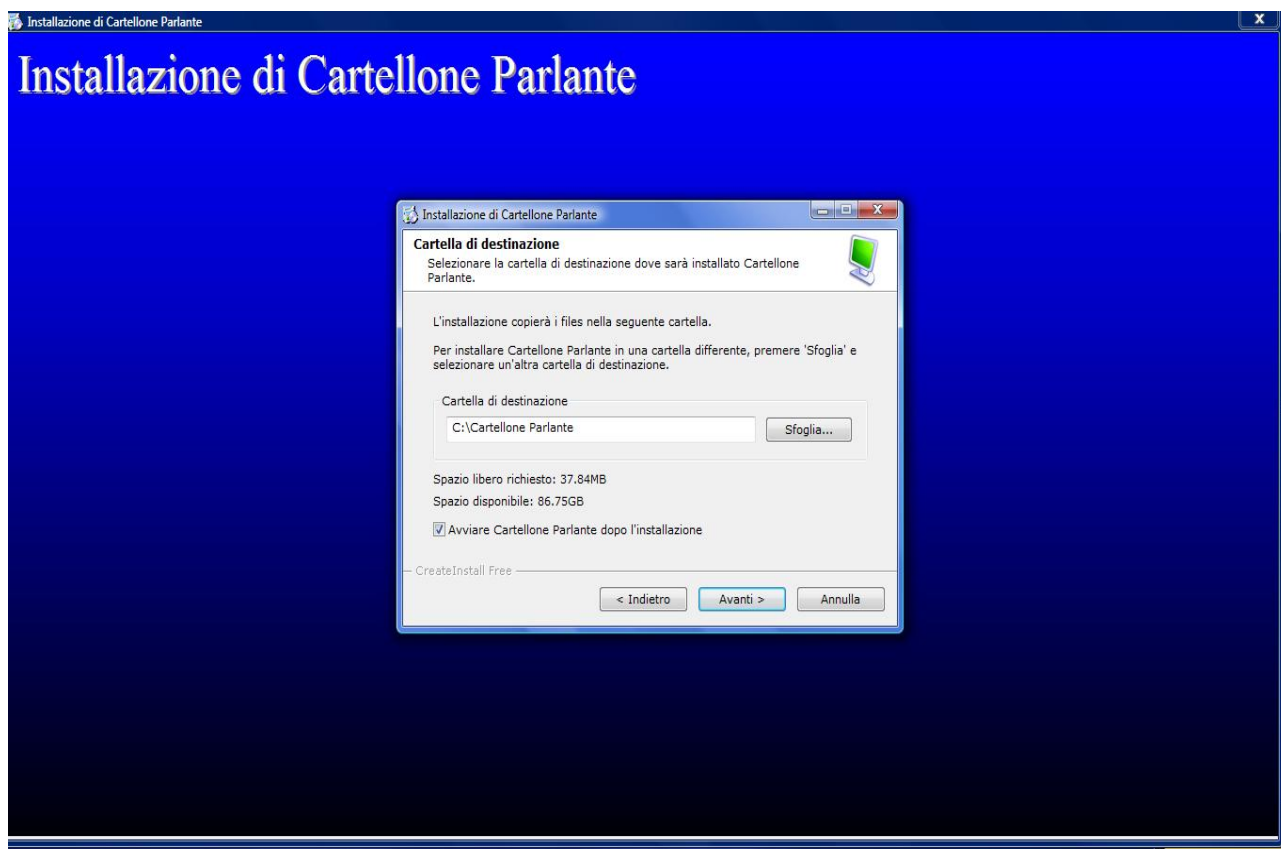 Installazione di Cartellone Parlante
Installazione di Cartellone Parlante
Installazione di Cartellone Parlante
Cartella di destinazione
Selezionare la cartella di destinazione dove sarà installato Cartellone
Parlante.
L'installazione copierà i files nella seguente cartella.
Per installare Cartellone Parlante in una cartella differente, premere 'Sfoglia' e
selezionare un'altra cartella di destinazione.
Cartella di destinazione
C:\Cartellone Parlante
Sfoglia...
Spazio libero richiesto: 37.84MB
Spazio disponibile: 86.75GB
Avviare Cartellone Parlante dopo l'installazione
CreateInstall Free
< Indietro
Avanti >
Annulla